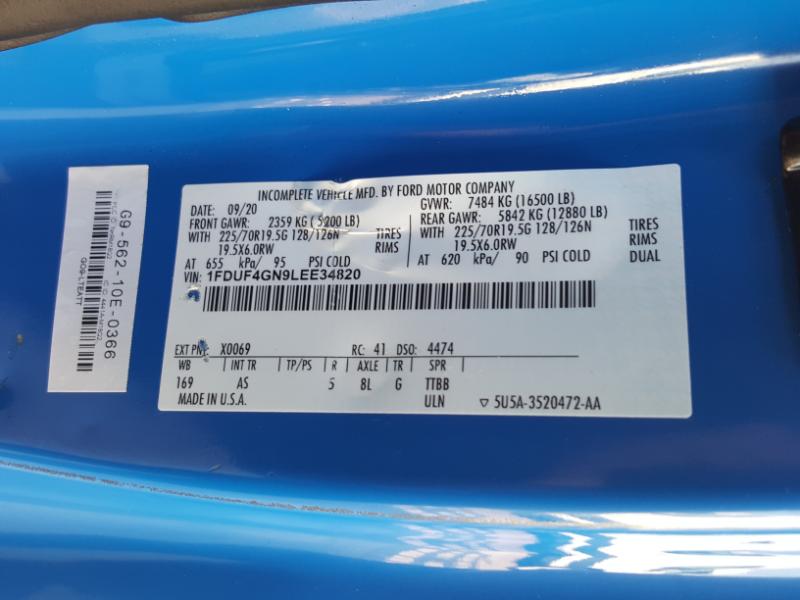 INCOMPLETE VEHICLE MFD. BY FORD MOTOR COMPANY
DATE: 09/20 GVWR: 7484 KG (16500 LB)
FRONT GAWR: 2359 KG (5200 LB) REAR GAWR: 5842 KG (12880 LB)
WITH 225/70R19.5G 128/126N TIRES WITH 225/70R19.5G 128/126N TIRES
19.5X6.0RW RIMS 19.5X6.0RW RIMS
DUAL
AT 655 kPa/ 95 PSI COLD AT 620 kPa/ 90 PSI COLD
VIN: 1FDUF4GN9LEE34820
EXT PNT: X0069 RC: 41 DSO: 4474
WB INT TR TP/PS R AXLE TR SPR
169 AS 5 8L G TTBB
MADE IN U.S.A. ULN ▽ 5U5A-3520472-AA
G9-562-10E-0366
GO19-LTEATT